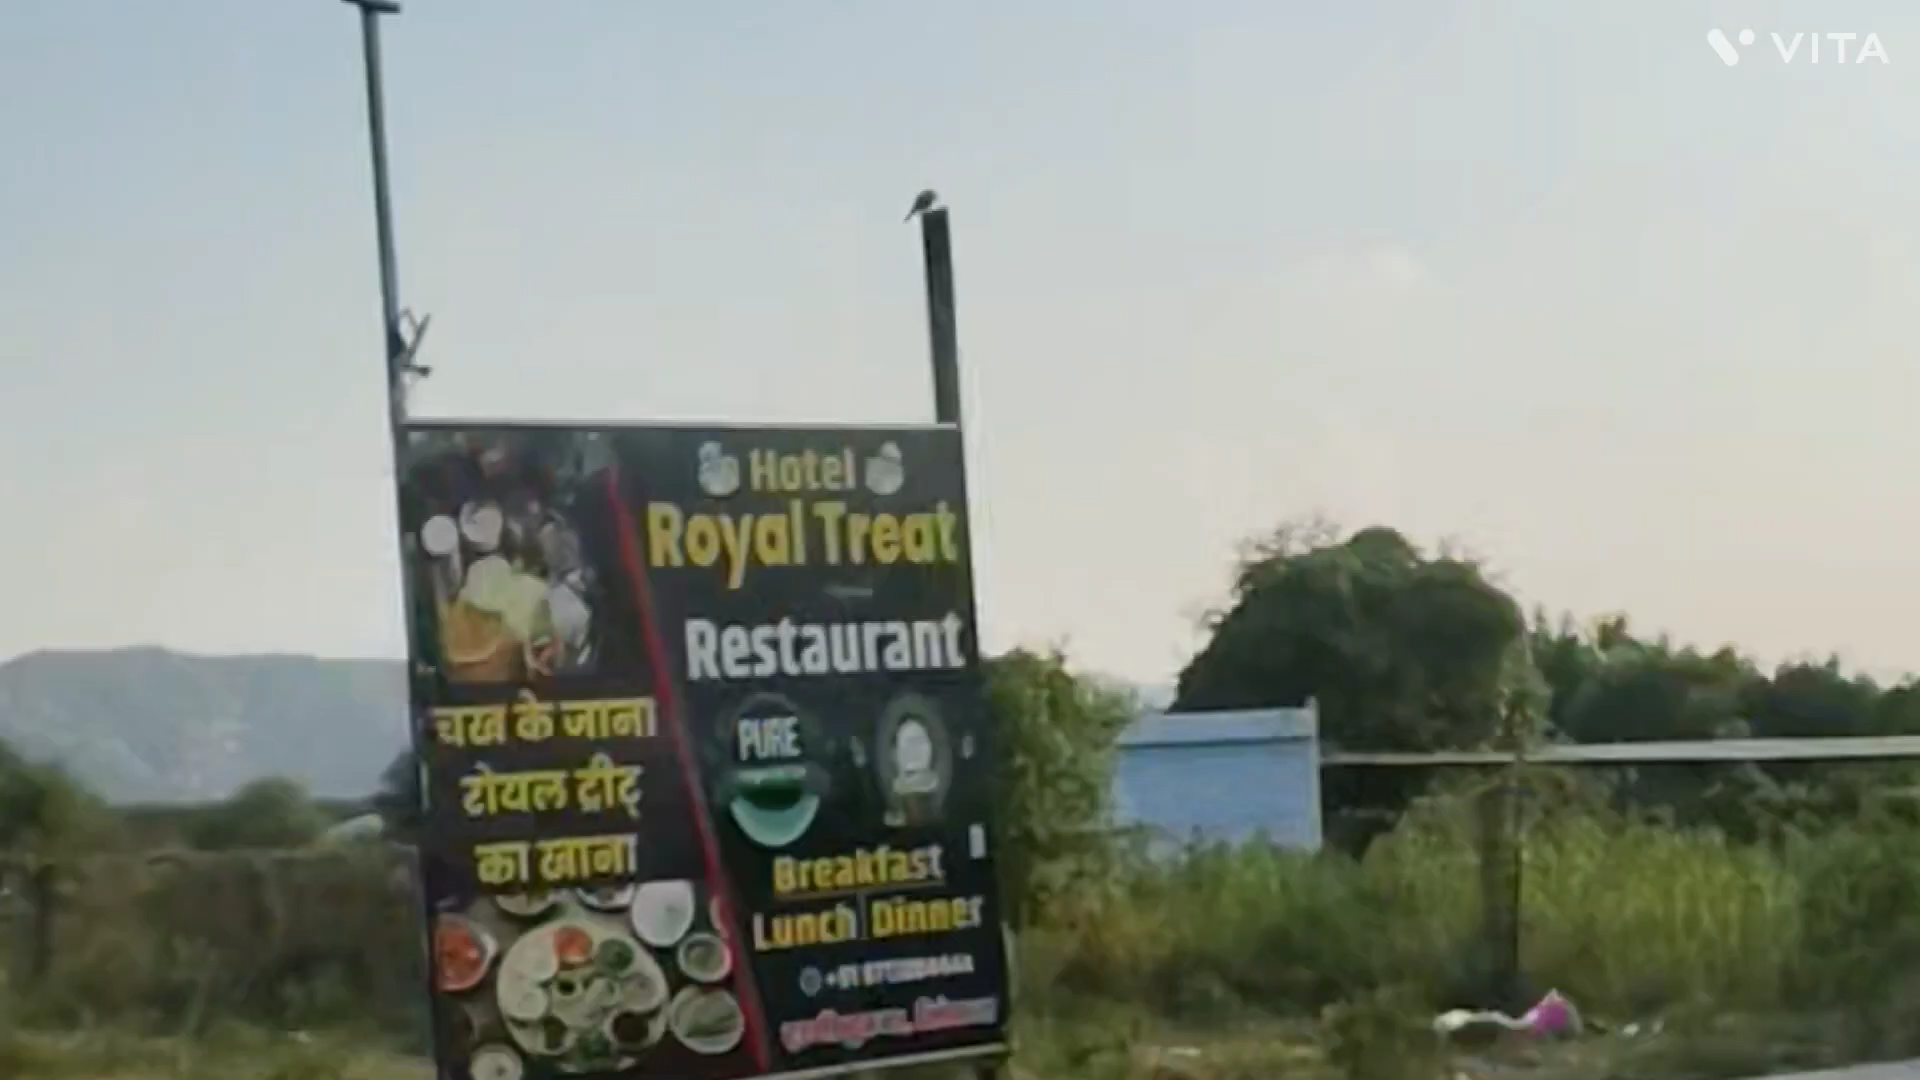 VITA
Hotel
Royal Treat
Restaurant
चख के जाना
रोयल ट्रीट
का खाना
PURE
Breakfast
Lunch Dinner